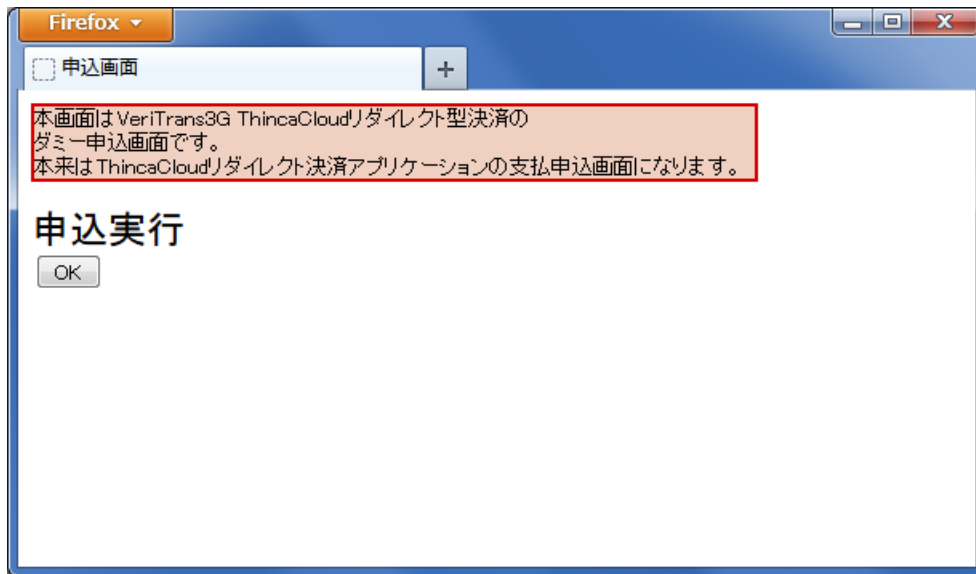 Firefox
申込画面
本画面はVeriTrans3G ThincaCloudリダイレクト型決済の
ダミー申込画面です。
本来はThincaCloudリダイレクト決済アプリケーションの支払申込画面になります。
申込実行
OK